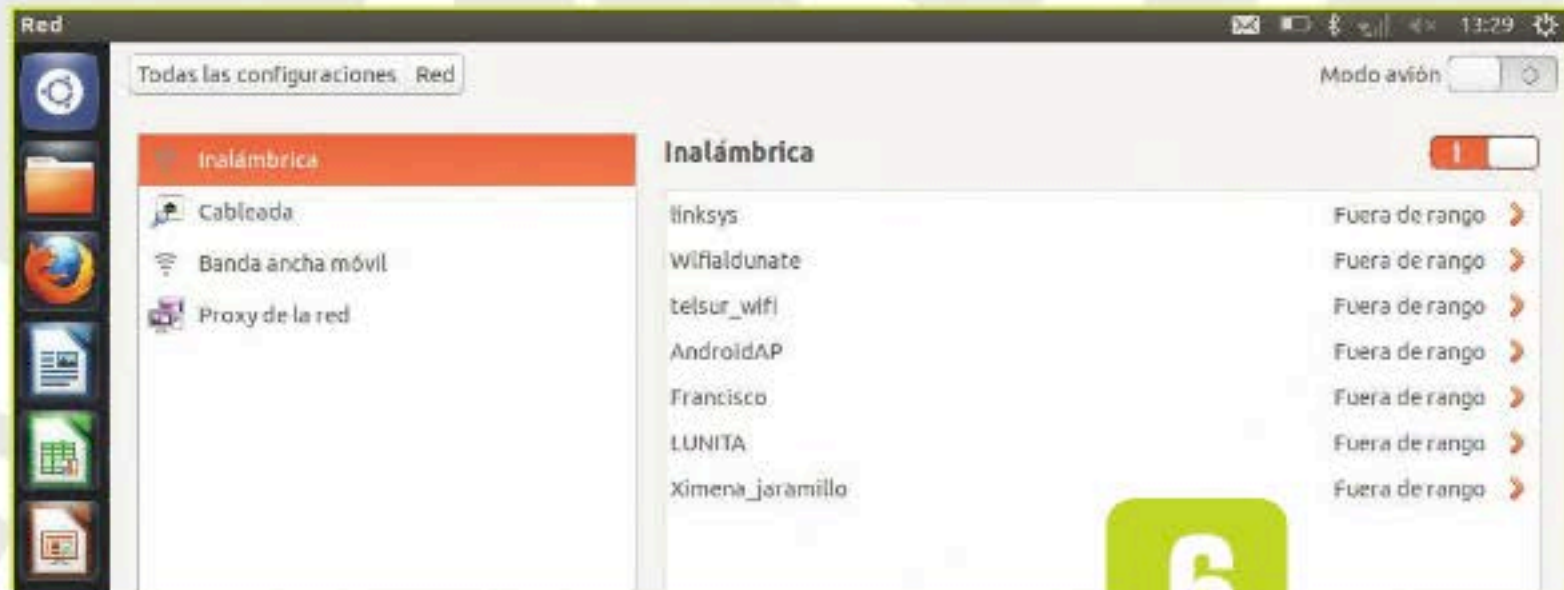 Red 13:29
Todas las configuraciones Red Modo avión
Inalámbrica
Cableada
Banda ancha móvil
Proxy de la red
Inalámbrica
linksys Fuera de rango
Wifialdunate Fuera de rango
telsur_wifi Fuera de rango
AndroidAP Fuera de rango
Francisco Fuera de rango
LUNITA Fuera de rango
Ximena_jaramillo Fuera de rango
6